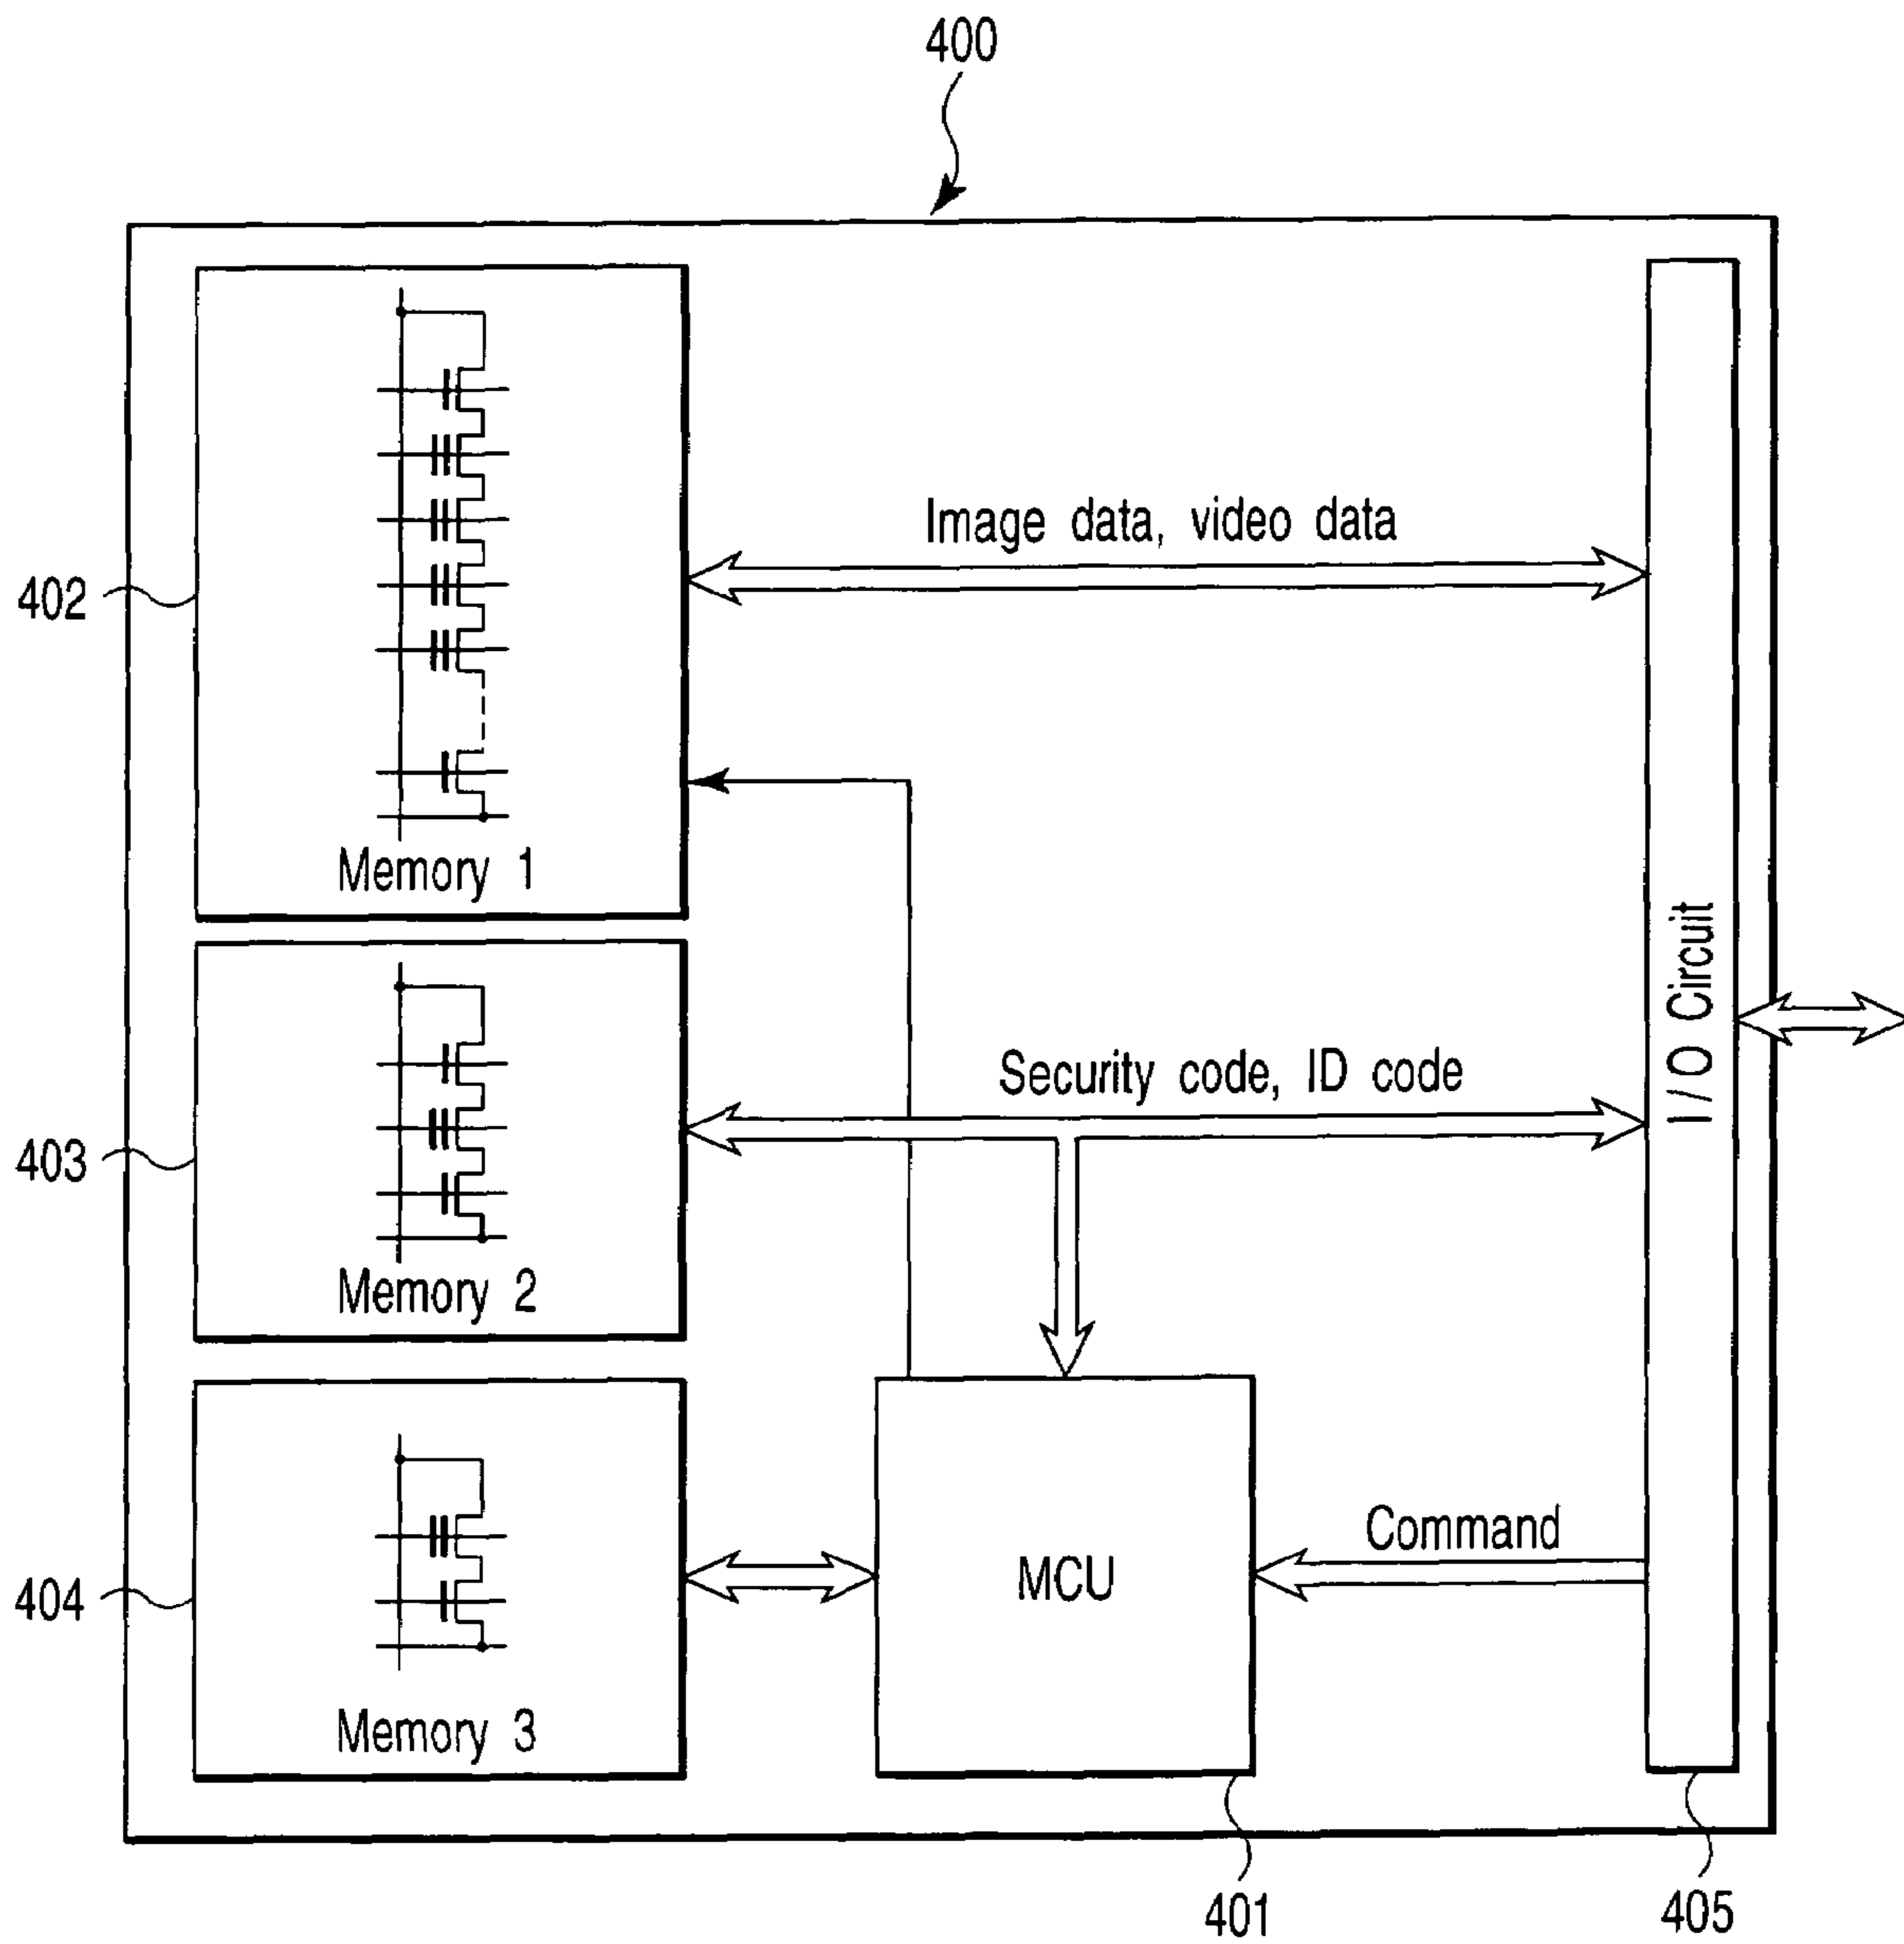 400
Image data, video data
402
Memory 1
I/O Circuit
Security code, ID code
403
Memory 2
Command
MCU
404
Memory 3
401
405